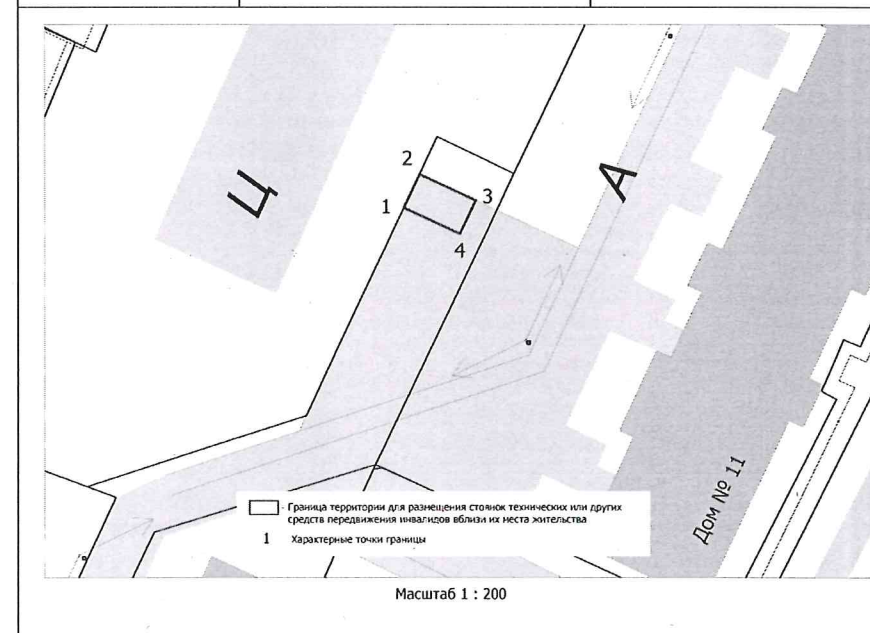 Ц
А
2
1
3
4
Дом № 11
- Граница территории для размещения стоянок технических или других
средств передвижения инвалидов вблизи их места жительства
1 Характерные точки границы
Масштаб 1 : 200